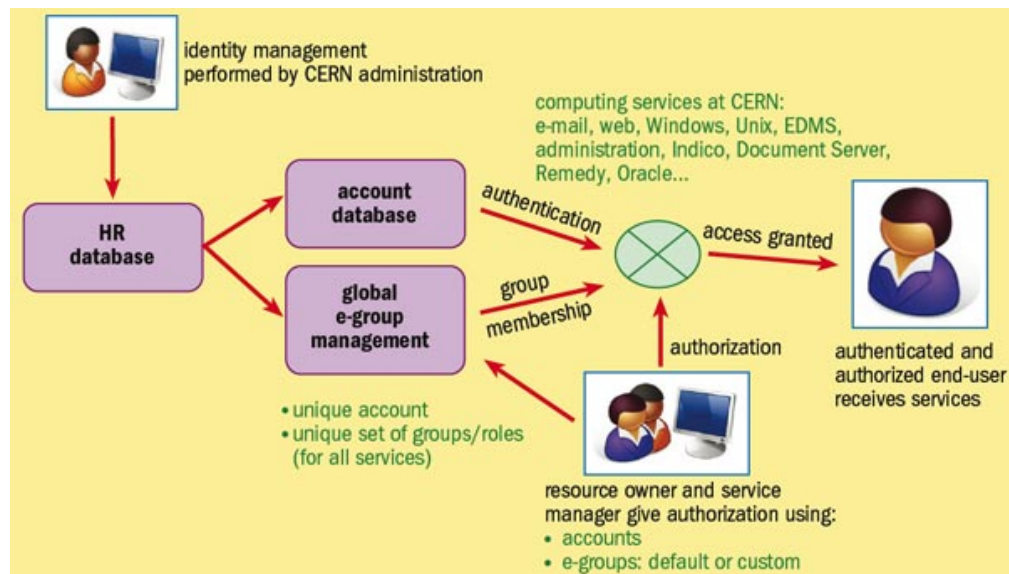 identity management
performed by CERN administration
computing services at CERN:
e-mail, web, Windows, Unix, EDMS,
administration, Indico, Document Server,
Remedy, Oracle...
HR
database
account
database
authentication
access granted
global
e-group
management
group
membership
authorization
authenticated and
authorized end-user
receives services
• unique account
• unique set of groups/roles
(for all services)
resource owner and service
manager give authorization using:
• accounts
• e-groups: default or custom